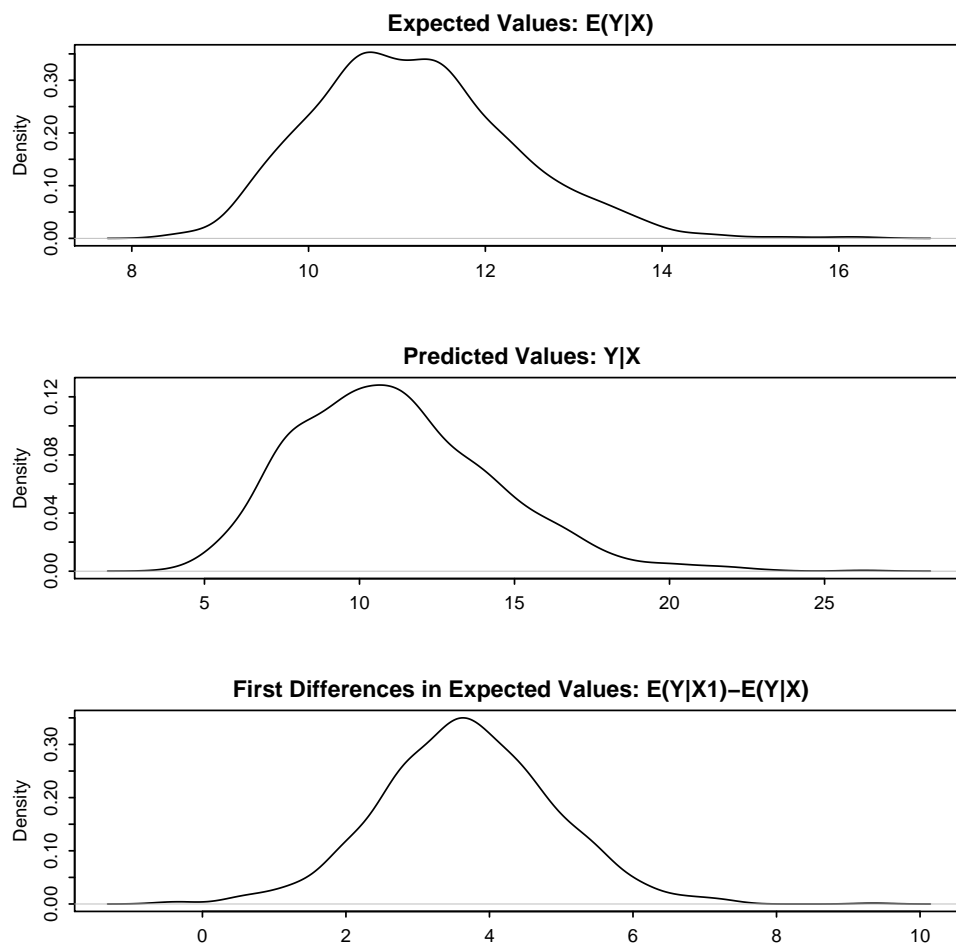 Expected Values: E(Y|X)
Density
0.00 0.10 0.20 0.30
8 10 12 14 16
Predicted Values: Y|X
Density
0.00 0.04 0.08 0.12
5 10 15 20 25
First Differences in Expected Values: E(Y|X1)−E(Y|X)
Density
0.00 0.10 0.20 0.30
0 2 4 6 8 10